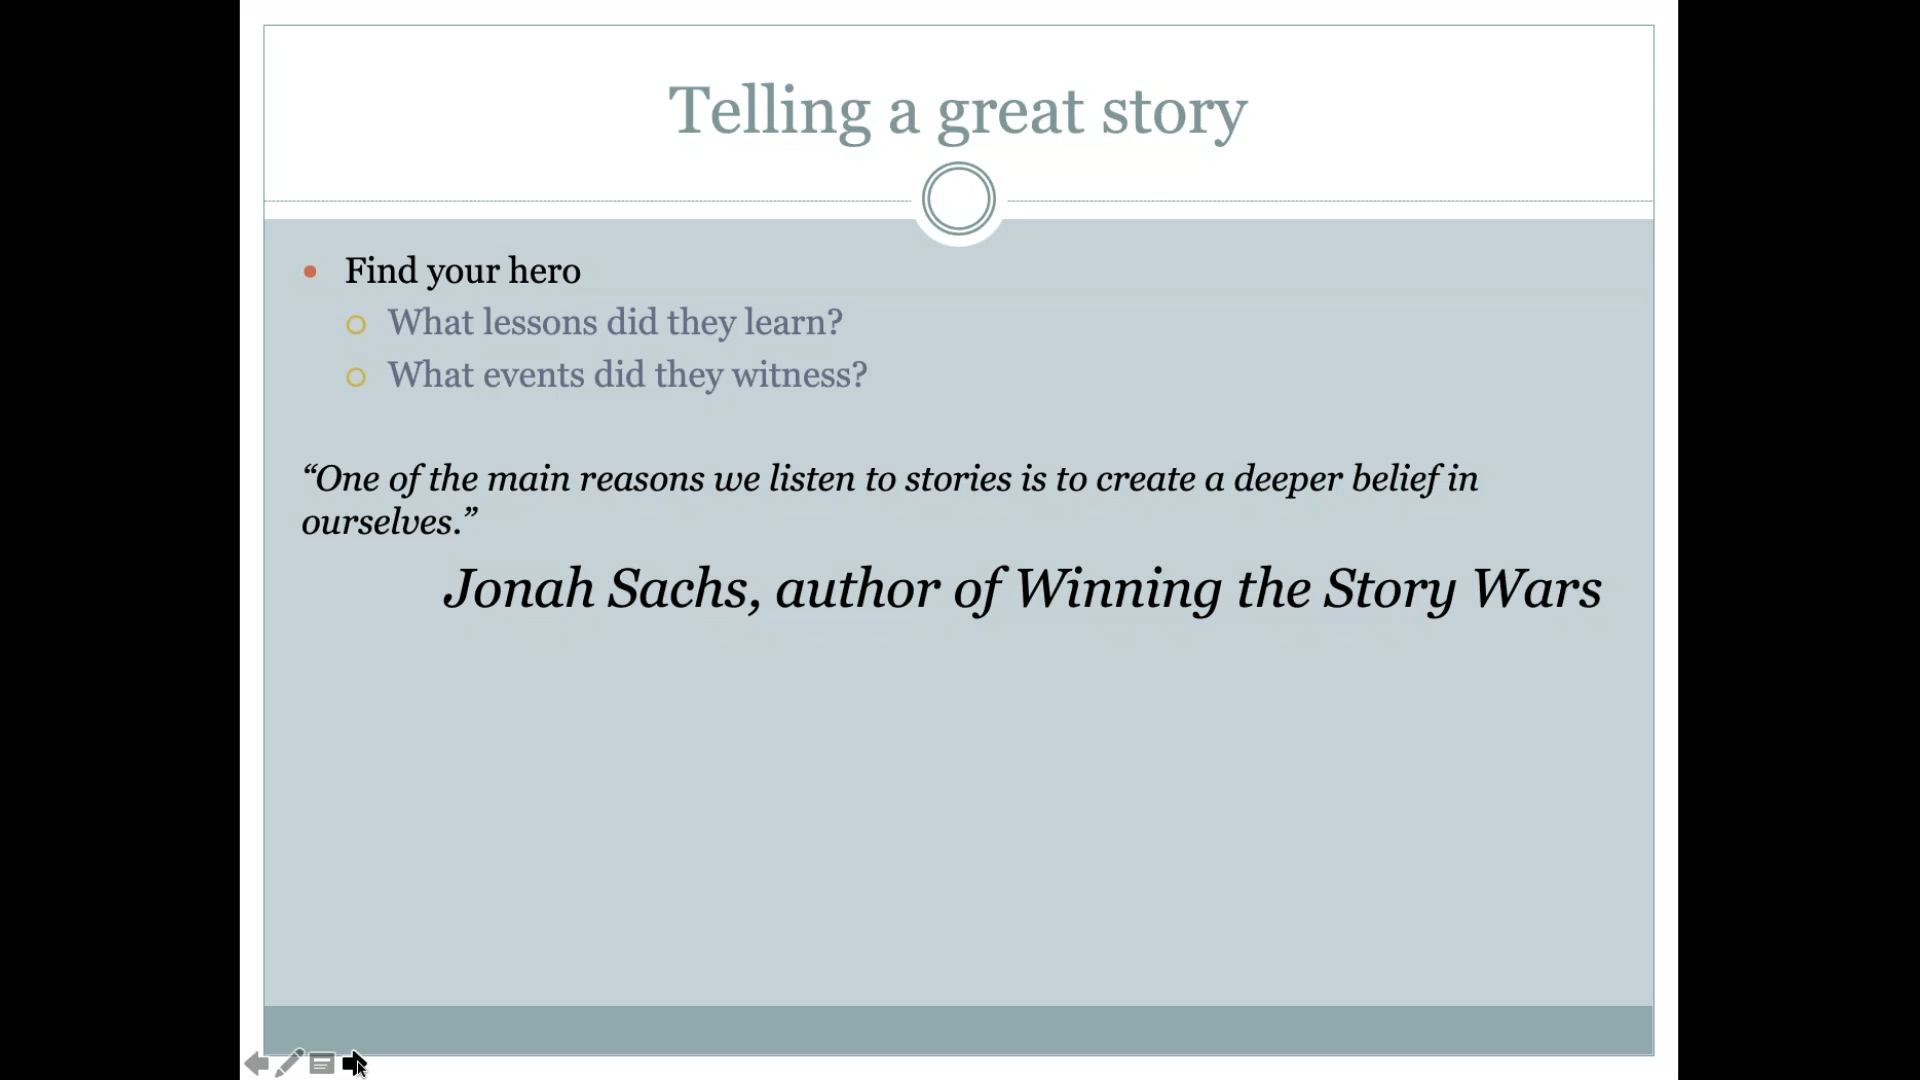 Telling a great story
Find your hero
What lessons did they learn?
What events did they witness?
“One of the main reasons we listen to stories is to create a deeper belief in
ourselves.”
Jonah Sachs, author of Winning the Story Wars